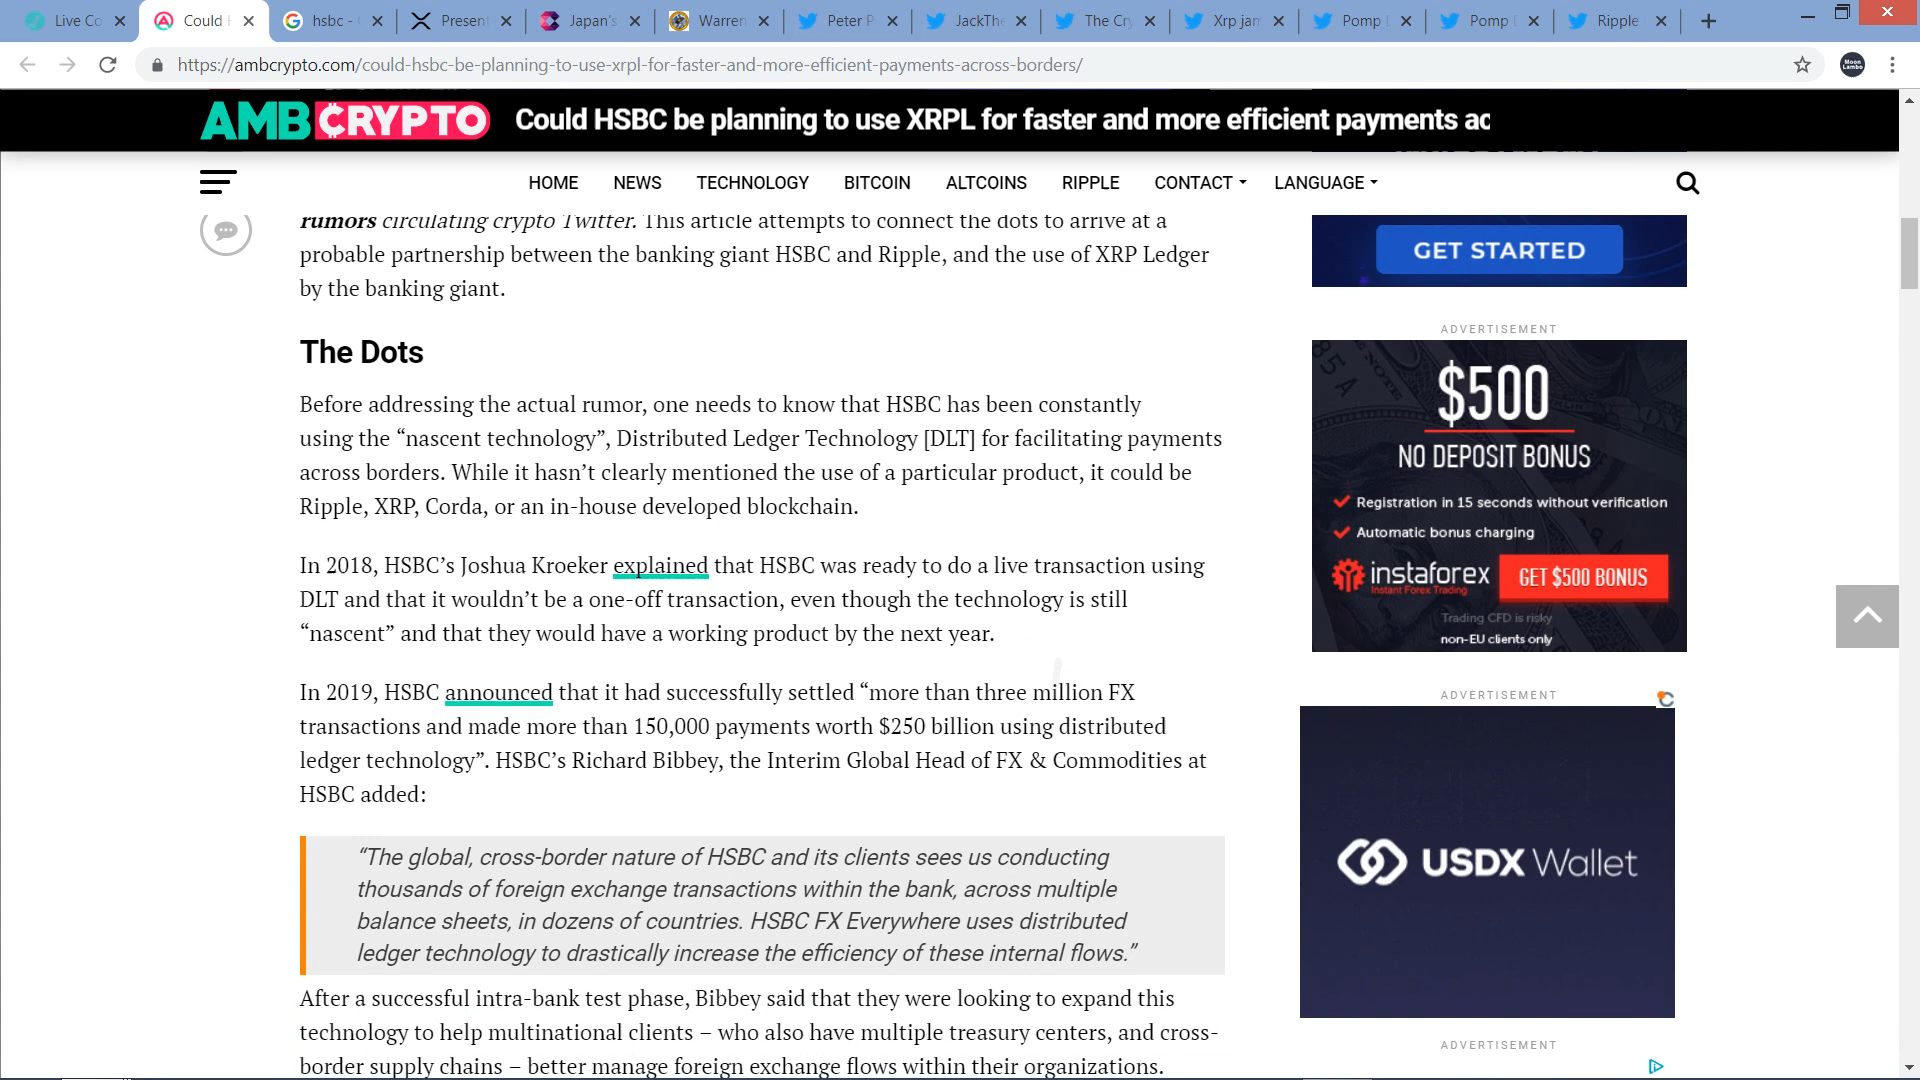 Live Co
Could H
hsbc -
Present
Japan's
Warren
Peter P
JackThe
The Cry
Xrp jam
Pomp
Pomp
Ripple
https://ambcrypto.com/could-hsbc-be-planning-to-use-xrpl-for-faster-and-more-efficient-payments-across-borders/
Moon Lambo
AMBCRYPTO Could HSBC be planning to use XRPL for faster and more efficient payments ac
HOME NEWS TECHNOLOGY BITCOIN ALTCOINS RIPPLE CONTACT LANGUAGE
rumors circulating crypto Twitter. This article attempts to connect the dots to arrive at a
probable partnership between the banking giant HSBC and Ripple, and the use of XRP Ledger
by the banking giant.
The Dots
Before addressing the actual rumor, one needs to know that HSBC has been constantly
using the “nascent technology”, Distributed Ledger Technology [DLT] for facilitating payments
across borders. While it hasn’t clearly mentioned the use of a particular product, it could be
Ripple, XRP, Corda, or an in-house developed blockchain.
In 2018, HSBC’s Joshua Kroeker explained that HSBC was ready to do a live transaction using
DLT and that it wouldn’t be a one-off transaction, even though the technology is still
“nascent” and that they would have a working product by the next year.
In 2019, HSBC announced that it had successfully settled “more than three million FX
transactions and made more than 150,000 payments worth $250 billion using distributed
ledger technology”. HSBC’s Richard Bibbey, the Interim Global Head of FX & Commodities at
HSBC added:
“The global, cross-border nature of HSBC and its clients sees us conducting
thousands of foreign exchange transactions within the bank, across multiple
balance sheets, in dozens of countries. HSBC FX Everywhere uses distributed
ledger technology to drastically increase the efficiency of these internal flows.”
After a successful intra-bank test phase, Bibbey said that they were looking to expand this
technology to help multinational clients – who also have multiple treasury centers, and cross-
border supply chains – better manage foreign exchange flows within their organizations.
GET STARTED
ADVERTISEMENT
$500
NO DEPOSIT BONUS
Registration in 15 seconds without verification
Automatic bonus charging
instaforex
Instant Forex Trading
GET $500 BONUS
Trading CFD is risky
non-EU clients only
ADVERTISEMENT
USDX Wallet
ADVERTISEMENT